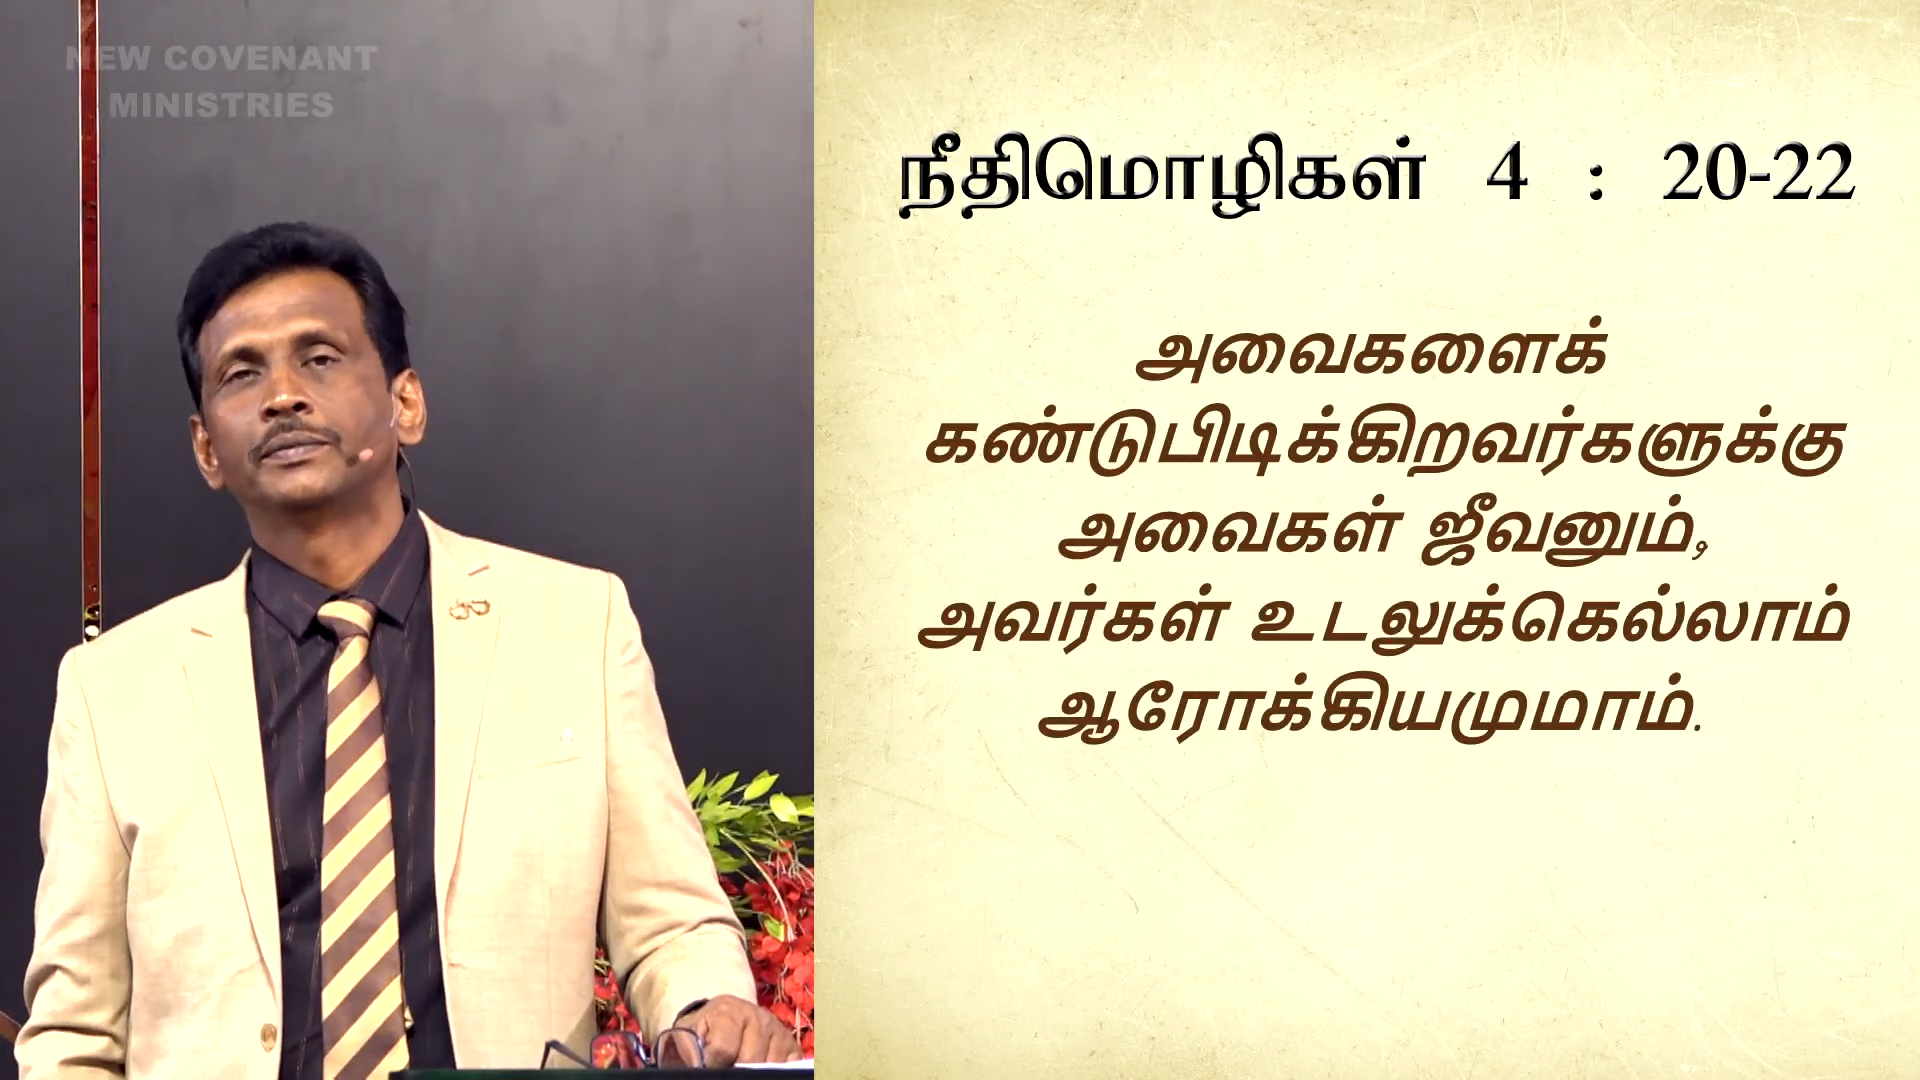 NEW COVENANT
MINISTRIES
நீதிமொழிகள் 4 : 20-22
அவைகளைக்
கண்டுபிடிக்கிறவர்களுக்கு
அவைகள் ஜீவனும்,
அவர்கள் உடலுக்கெல்லாம்
ஆரோக்கியமுமாம்.